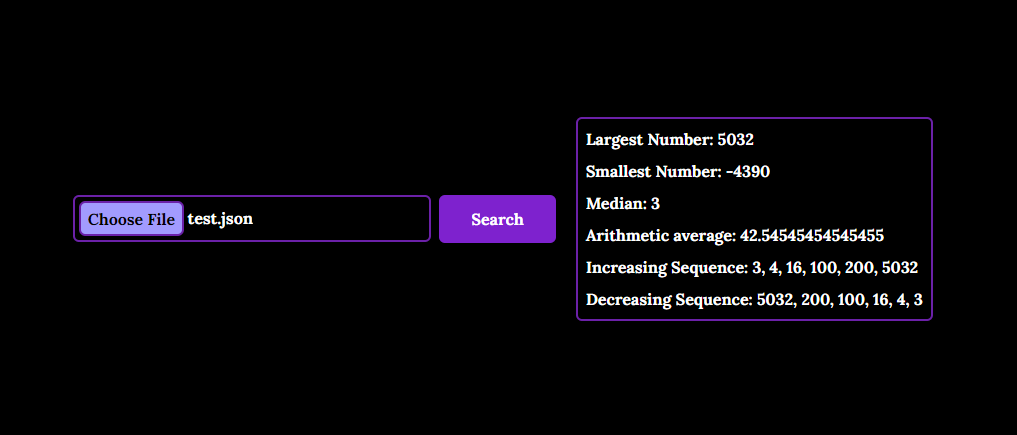 Choose File test.json
Search
Largest Number: 5032
Smallest Number: -4390
Median: 3
Arithmetic average: 42.54545454545455
Increasing Sequence: 3, 4, 16, 100, 200, 5032
Decreasing Sequence: 5032, 200, 100, 16, 4, 3